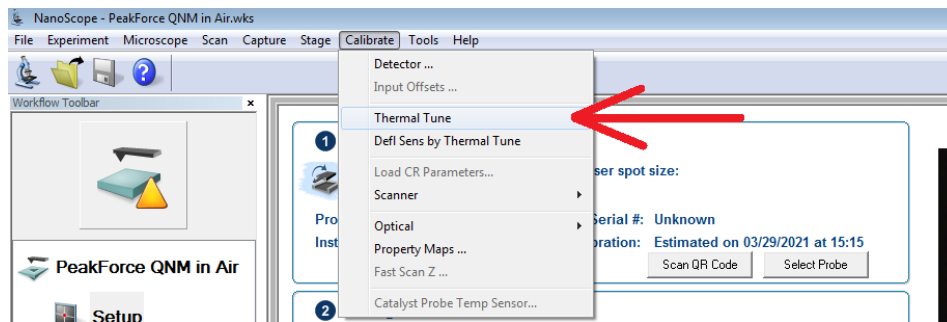 NanoScope - PeakForce QNM in Air.wks
File Experiment Microscope Scan Capture Stage Calibrate Tools Help
Workflow Toolbar x
Detector ...
Input Offsets ...
Thermal Tune
Defl Sens by Thermal Tune
Load CR Parameters...
Scanner
Optical
Property Maps ...
Fast Scan Z ...
Catalyst Probe Temp Sensor...
1
spot size:
Serial #: Unknown
Estimated on 03/29/2021 at 15:15
Scan QR Code Select Probe
PeakForce QNM in Air
Setup
2